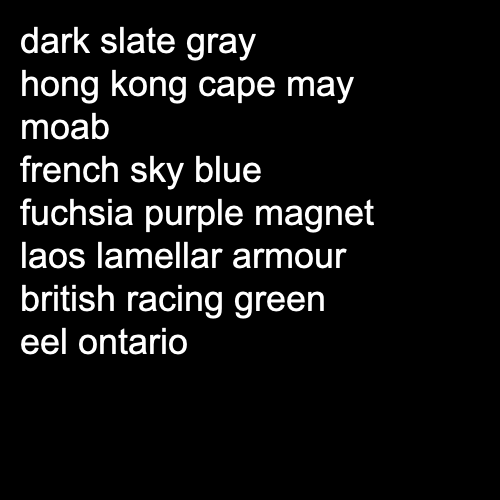 dark slate gray
hong kong cape may
moab
french sky blue
fuchsia purple magnet
laos lamellar armour
british racing green
eel ontario